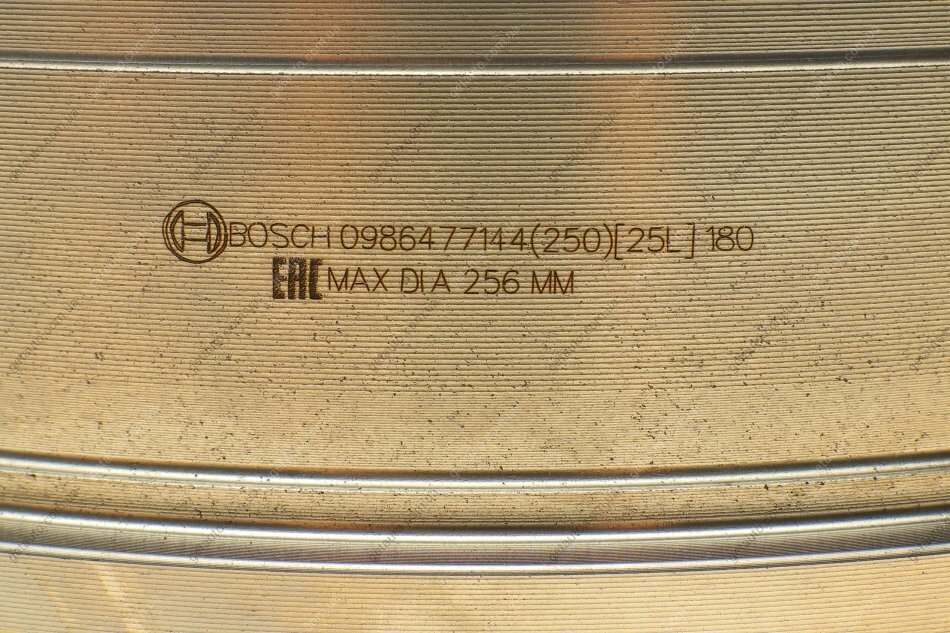 BOSCH 0986477144(250)[25L] 180
EAC MAX DIA 256 MM